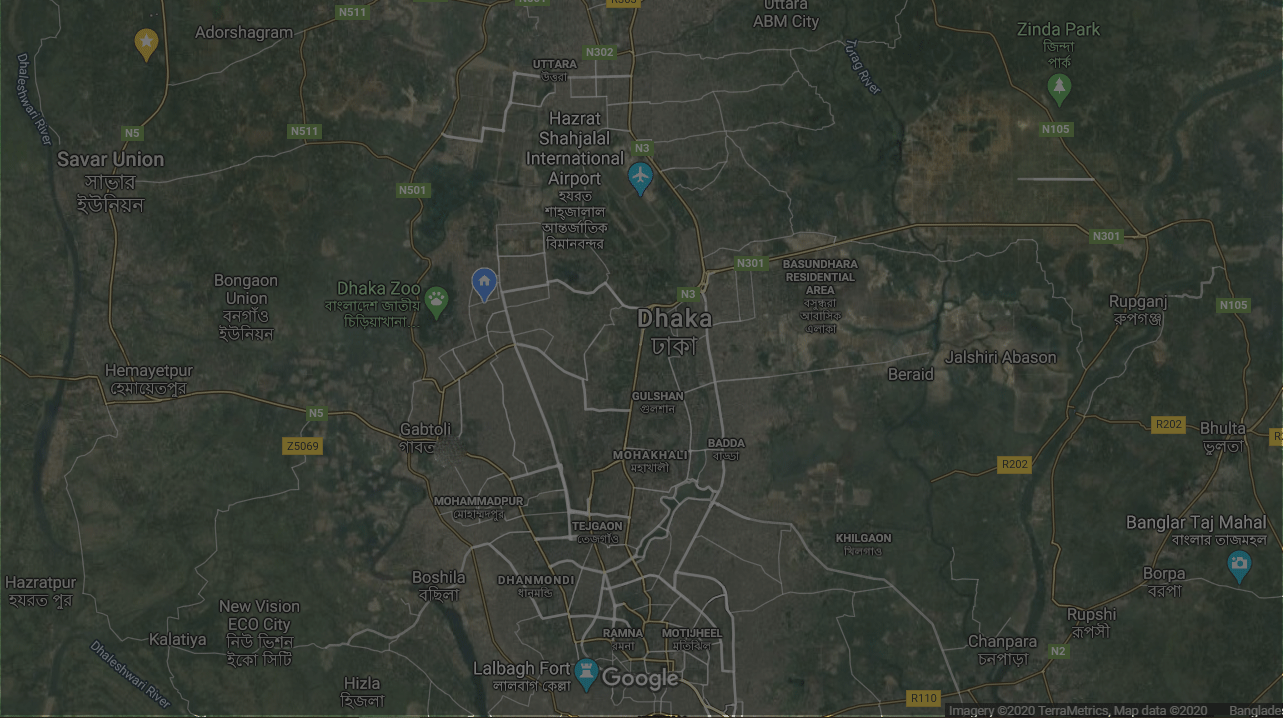 N511
N302
Uttara
ABM City
Adorshagram
Zinda Park
জিন্দা
পার্ক
UTTARA
উত্তরা
Turag River
Dhaleshwari River
N5
N511
N105
Hazrat
Shahjalal
International
Airport
হযরত
শাহজালাল
আন্তর্জাতিক
বিমানবন্দর
N3
Savar Union
সাভার
ইউনিয়ন
N501
N301
N301
BASUNDHARA
RESIDENTIAL
AREA
বসুন্ধরা
আবাসিক
এলাকা
Bongaon
Union
বনগাঁও
ইউনিয়ন
Dhaka Zoo
বাংলাদেশ জাতীয়
চিড়িয়াখানা...
N3
Dhaka
ঢাকা
Rupganj
রুপগঞ্জ
N105
Hemayetpur
হেমায়েতপুর
Jalshiri Abason
Beraid
GULSHAN
গুলশান
N5
Z5069
Gabtoli
গাবত
MOHAKHALI
মহাখালী
BADDA
বাড্ডা
R202
Bhulta
ভুলতা
R202
MOHAMMADPUR
মোহাম্মদপুর
TEJGAON
তেজগাঁও
KHILGAON
খিলগাঁও
Banglar Taj Mahal
বাংলার তাজমহল
Hazratpur
হযরত পুর
Boshila
বছিলা
DHANMONDI
ধানমন্ডি
Borpa
বরপা
New Vision
ECO City
নিউ ভিশন
ইকো সিটি
Kalatiya
RAMNA
রমনা
MOTIJHEEL
মতিঝিল
Rupshi
রূপসী
Chanpara
চনপাড়া
N2
Dhaleshwari River
Hizla
হিজলা
Lalbagh Fort
লালবাগ কেল্লা
Google
R110
Imagery ©2020 TerraMetrics, Map data ©2020
Banglade